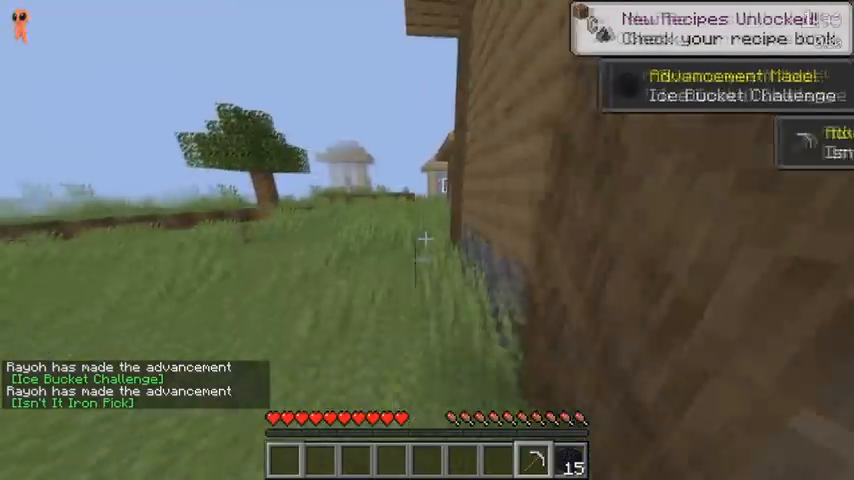 New Recipes Unlocked!
Check your recipe book
Advancement Made!
Ice Bucket Challenge
Rayoh has made the advancement
[Ice Bucket Challenge]
Rayoh has made the advancement
[Isn't It Iron Pick]
15